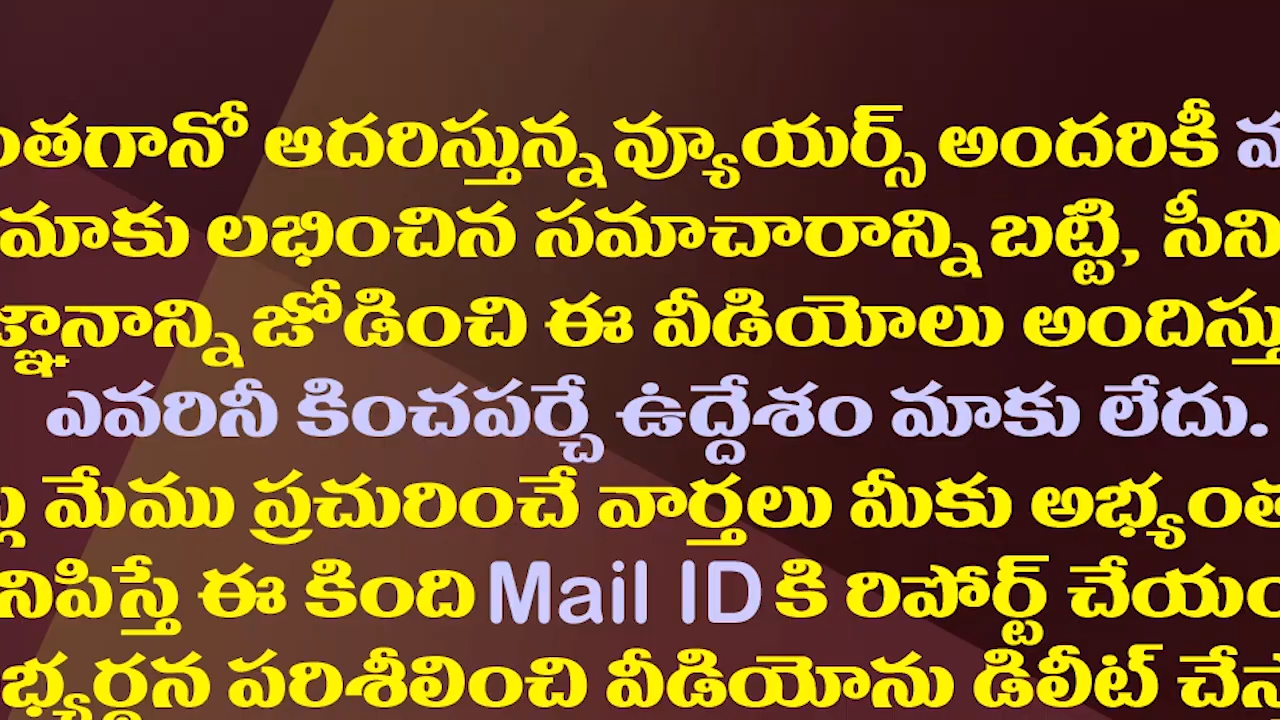 ంతగానో ఆదరిస్తున్న వ్యూయర్స్ అందరికీ
మాకు లభించిన సమాచారాన్ని బట్టి, సీని
జ్ఞానాన్ని జోడించి ఈ వీడియోలు అందిస్తు
ఎవరినీ కించపర్చే ఉద్దేశం మాకు లేదు.
మేము ప్రచురించే వార్తలు మీకు అభ్యంత
నిపిస్తే ఈ కింది Mail ID కి రిపోర్ట్ చేయం
భ్యర్థన పరిశీలించి వీడియోను డిలీట్ చేస